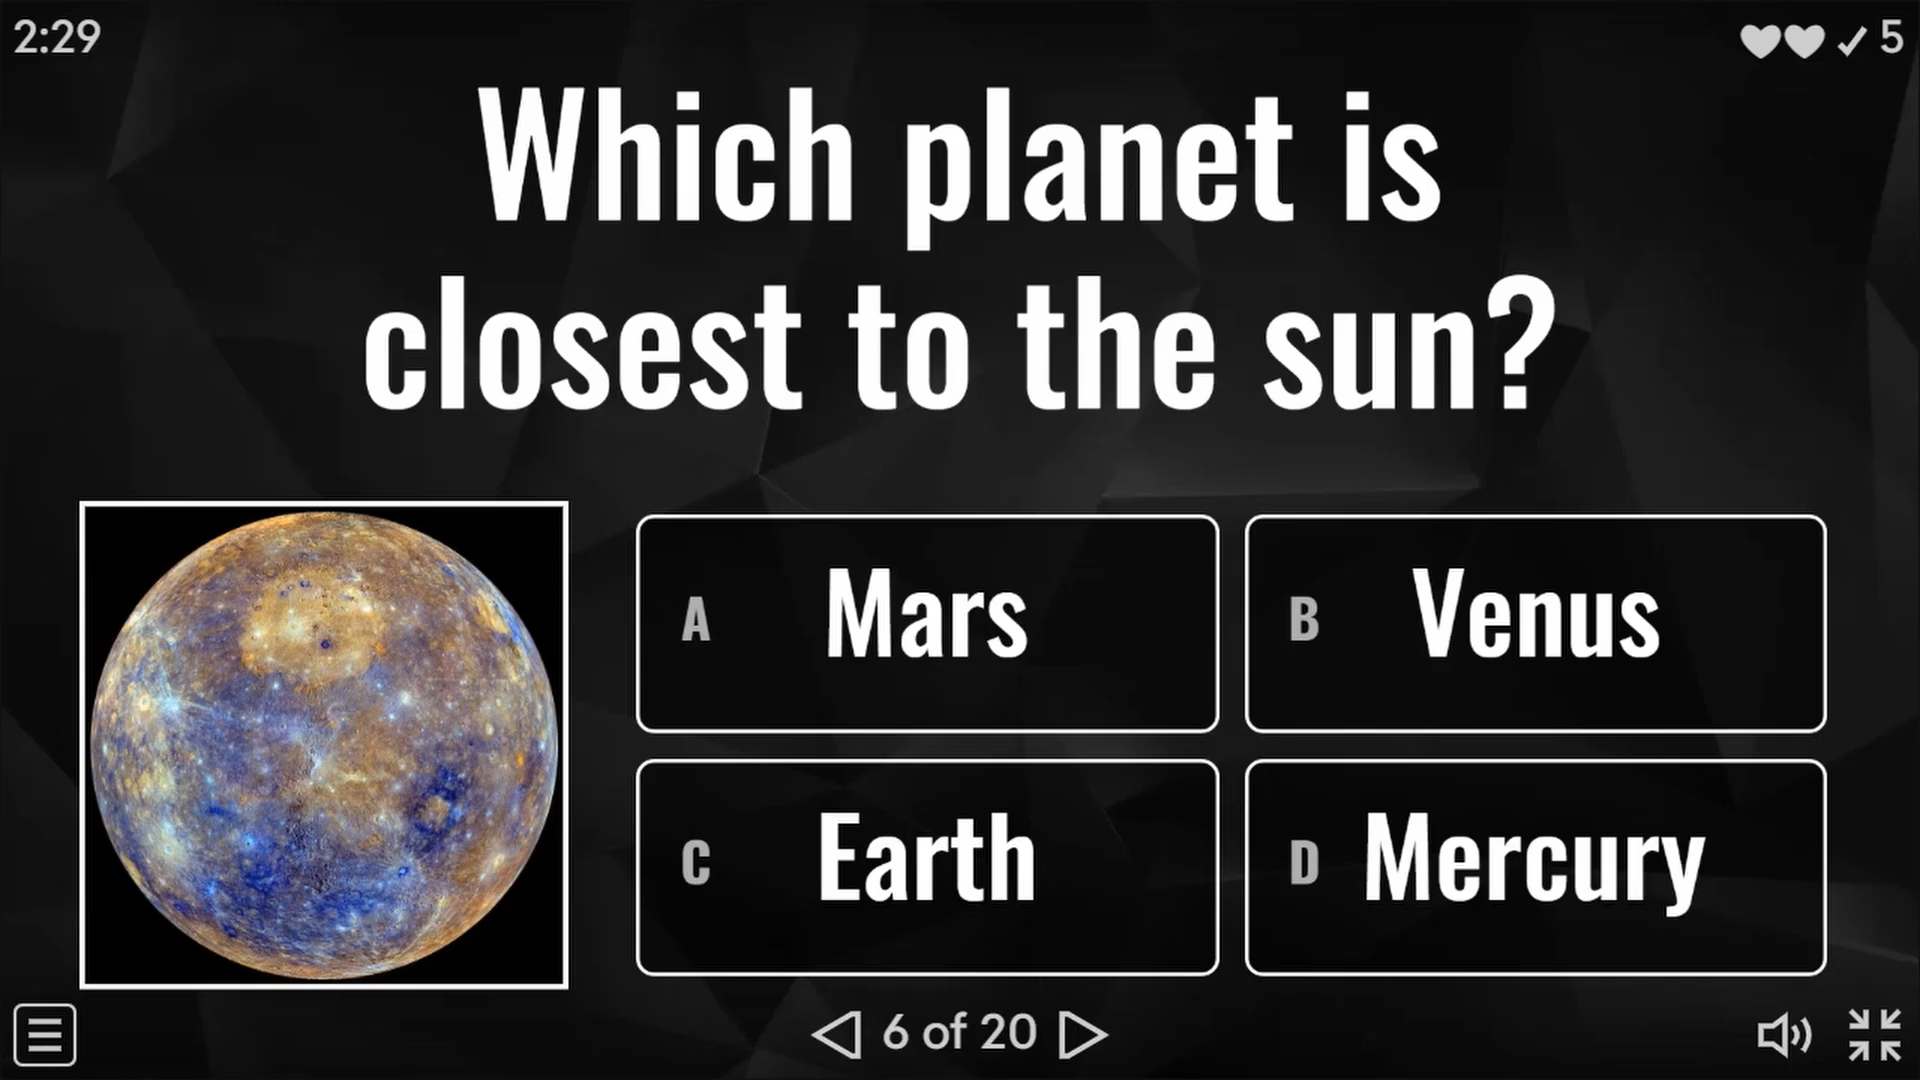 2:29
✓ 5
Which planet is
closest to the sun?
A Mars
B Venus
C Earth
D Mercury
6 of 20